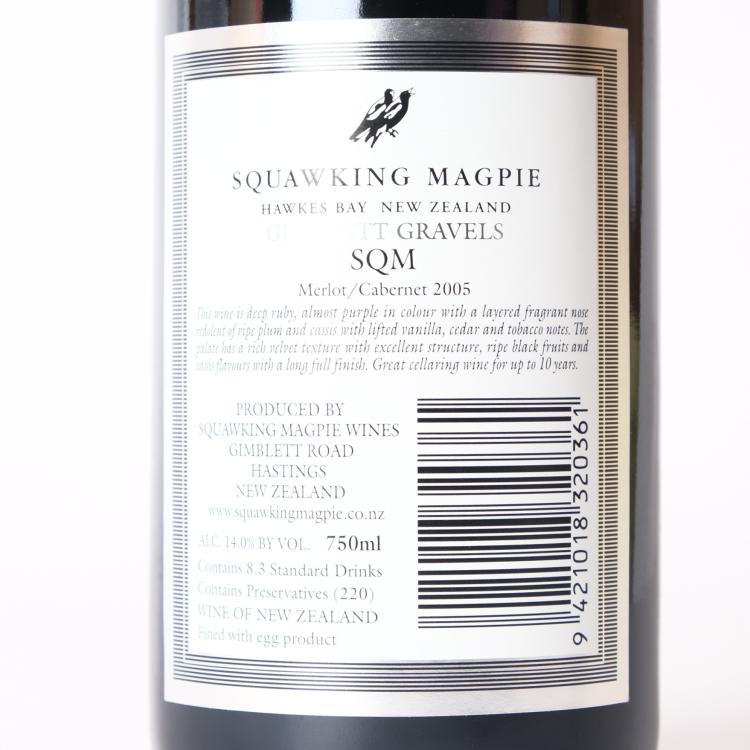 SQUAWKING MAGPIE
HAWKES BAY NEW ZEALAND
GIMBLETT GRAVELS
SQM
Merlot/Cabernet 2005
This wine is deep ruby, almost purple in colour with a layered fragrant nose
redolent of ripe plum and cassis with lifted vanilla, cedar and tobacco notes. The
palate has a rich velvet texture with excellent structure, ripe black fruits and
cassis flavours with a long full finish. Great cellaring wine for up to 10 years.
PRODUCED BY
SQUAWKING MAGPIE WINES
GIMBLETT ROAD
HASTINGS
NEW ZEALAND
www.squawkingmagpie.co.nz
ALC. 14.0% BY VOL. 750ml
Contains 8.3 Standard Drinks
Contains Preservatives (220)
WINE OF NEW ZEALAND
Fined with egg product
9 421018 320361